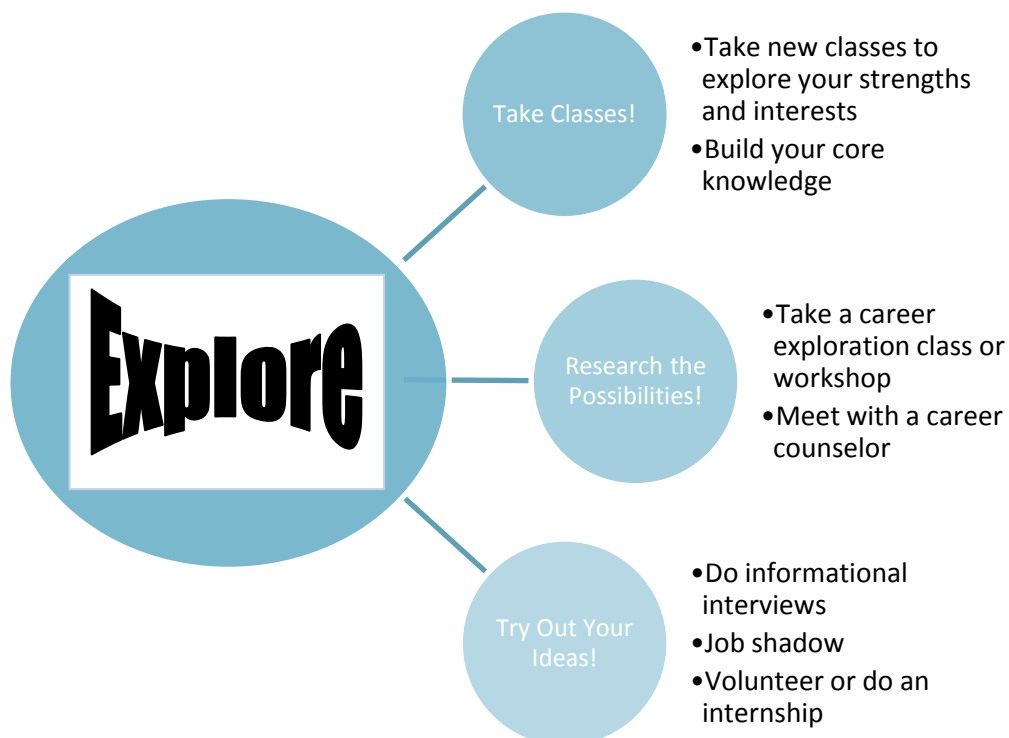 Explore
Take Classes!
•Take new classes to
explore your strengths
and interests
•Build your core
knowledge
Research the
Possibilities!
•Take a career
exploration class or
workshop
•Meet with a career
counselor
Try Out Your
Ideas!
•Do informational
interviews
•Job shadow
•Volunteer or do an
internship